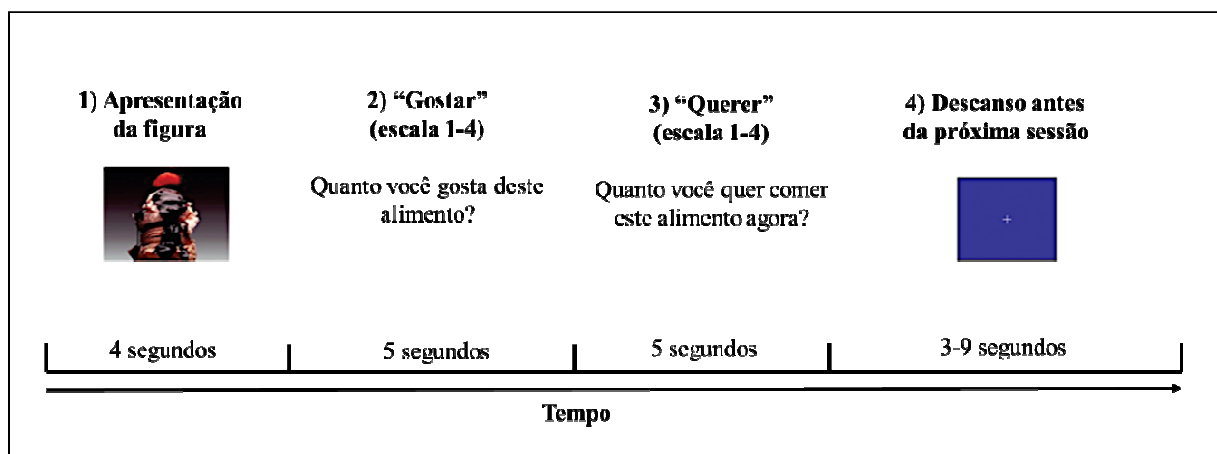 1) Apresentação
da figura
2) “Gostar”
(escala 1-4)
Quanto você gosta deste
alimento?
3) “Querer”
(escala 1-4)
Quanto você quer comer
este alimento agora?
4) Descanso antes
da próxima sessão
4 segundos
5 segundos
5 segundos
3-9 segundos
Tempo